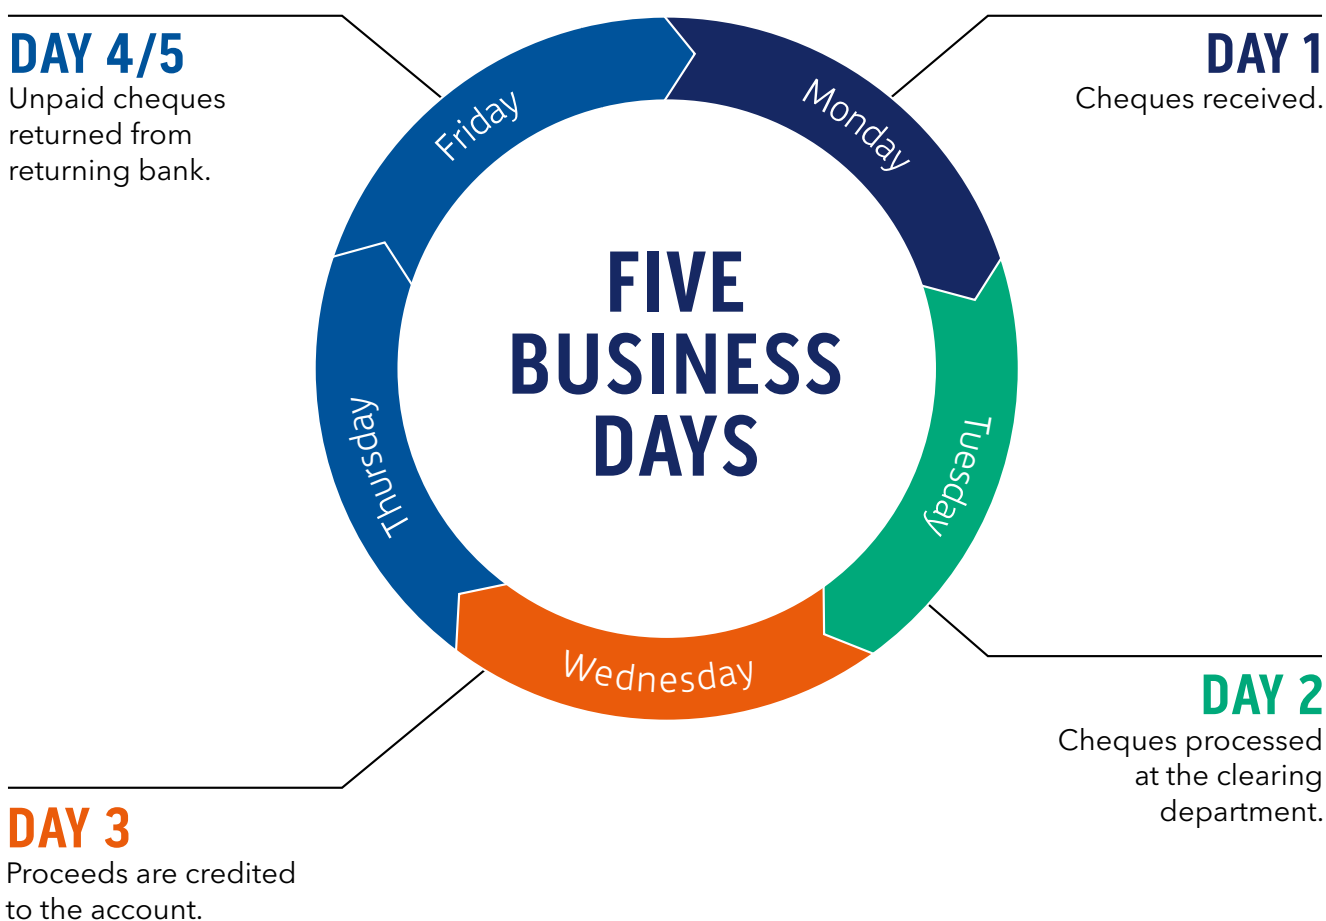 DAY 4/5
Unpaid cheques
returned from
returning bank.
DAY 1
Cheques received.
Friday
Monday
FIVE
BUSINESS
DAYS
Thursday
Tuesday
Wednesday
DAY 2
Cheques processed
at the clearing
department.
DAY 3
Proceeds are credited
to the account.